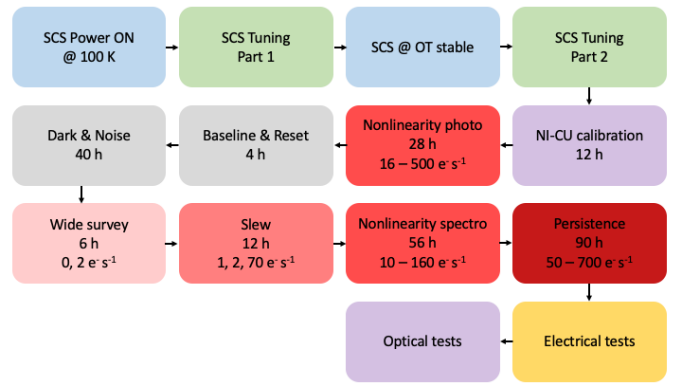 SCS Power ON
@ 100 K
SCS Tuning
Part 1
SCS @ OT stable
SCS Tuning
Part 2
NI-CU calibration
12 h
Nonlinearity photo
28 h
16 – 500 e⁻ s⁻¹
Baseline & Reset
4 h
Dark & Noise
40 h
Wide survey
6 h
0, 2 e⁻ s⁻¹
Slew
12 h
1, 2, 70 e⁻ s⁻¹
Nonlinearity spectro
56 h
10 – 160 e⁻ s⁻¹
Persistence
90 h
50 – 700 e⁻ s⁻¹
Electrical tests
Optical tests